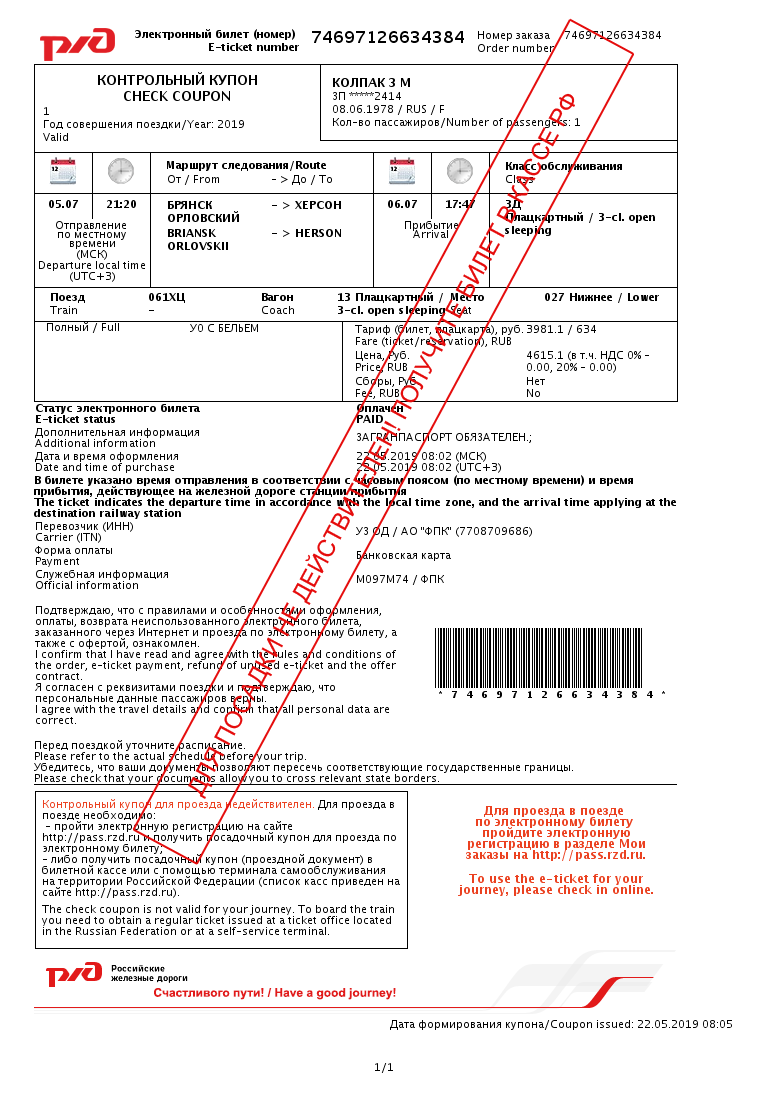 РЖД
Электронный билет (номер) 74697126634384 Номер заказа 74697126634384
E-ticket number Order number
КОНТРОЛЬНЫЙ КУПОН
CHECK COUPON
1
Год совершения поездки/Year: 2019
Valid
КОЛПАК З М
ЗП *****2414
08.06.1978 / RUS / F
Кол-во пассажиров/Number of passengers: 1
12
Маршрут следования/Route
От / From – > До / To
12
Класс обслуживания
Class
05.07 21:20
Отправление
по местному
времени
(МСК)
Departure local time
(UTC+3)
БРЯНСК – > ХЕРСОН
ОРЛОВСКИЙ
BRIANSK – > HERSON
ORLOVSKII
06.07 17:47
Прибытие
Arrival
3Д
Плацкартный / 3-cl. open
sleeping
Поезд 061ХЦ Вагон 13 Плацкартный / Место 027 Нижнее / Lower
Train – Coach 3-cl. open sleeping Seat
Полный / Full У0 С БЕЛЬЕМ
Тариф (билет, плацкарта), руб. 3981.1 / 634
Fare (ticket/reservation), RUB
Цена, Руб. 4615.1 (в т.ч. НДС 0% –
Price, RUB 0.00, 20% – 0.00)
Сборы, Руб. Нет
Fee, RUB No
Статус электронного билета Оплачен
E-ticket status PAID
Дополнительная информация
Additional information ЗАГРАНПАСПОРТ ОБЯЗАТЕЛЕН.;
Дата и время оформления 22.05.2019 08:02 (МСК)
Date and time of purchase 22.05.2019 08:02 (UTC+3)
В билете указано время отправления в соответствии с часовым поясом (по местному времени) и время
прибытия, действующее на железной дороге станции прибытия
The ticket indicates the departure time in accordance with the local time zone, and the arrival time applying at the
destination railway station
Перевозчик (ИНН)
Carrier (ITN) УЗ ОД / АО "ФПК" (7708709686)
Форма оплаты
Payment Банковская карта
Служебная информация
Official information М097М74 / ФПК
Подтверждаю, что с правилами и особенностями оформления,
оплаты, возврата неиспользованного электронного билета,
заказанного через Интернет и проезда по электронному билету, а
также с офертой, ознакомлен.
I confirm that I have read and agree with the rules and conditions of
the order, e-ticket payment, refund of unused e-ticket and the offer
contract.
Я согласен с реквизитами поездки и подтверждаю, что
персональные данные пассажиров верны.
I agree with the travel details and confirm that all personal data are
correct.
* 7 4 6 9 7 1 2 6 6 3 4 3 8 4 *
Перед поездкой уточните расписание.
Please refer to the actual schedule before your trip.
Убедитесь, что ваши документы позволяют пересечь соответствующие государственные границы.
Please check that your documents allow you to cross relevant state borders.
ДЛЯ ПОСАДКИ НЕ ДЕЙСТВИТЕЛЕН! ПОЛУЧИТЕ БИЛЕТ В КАССЕ РФ
Контрольный купон для проезда недействителен. Для проезда в
поезде необходимо:
– пройти электронную регистрацию на сайте
http://pass.rzd.ru и получить посадочный купон для проезда по
электронному билету;
– либо получить посадочный купон (проездной документ) в
билетной кассе или с помощью терминала самообслуживания
на территории Российской Федерации (список касс приведен на
сайте http://pass.rzd.ru).
The check coupon is not valid for your journey. To board the train
you need to obtain a regular ticket issued at a ticket office located
in the Russian Federation or at a self-service terminal.
Для проезда в поезде
по электронному билету
пройдите электронную
регистрацию в разделе Мои
заказы на http://pass.rzd.ru.
To use the e-ticket for your
journey, please check in online.
РЖД Российские
железные дороги
Счастливого пути! / Have a good journey!
Дата формирования купона/Coupon issued: 22.05.2019 08:05
1/1